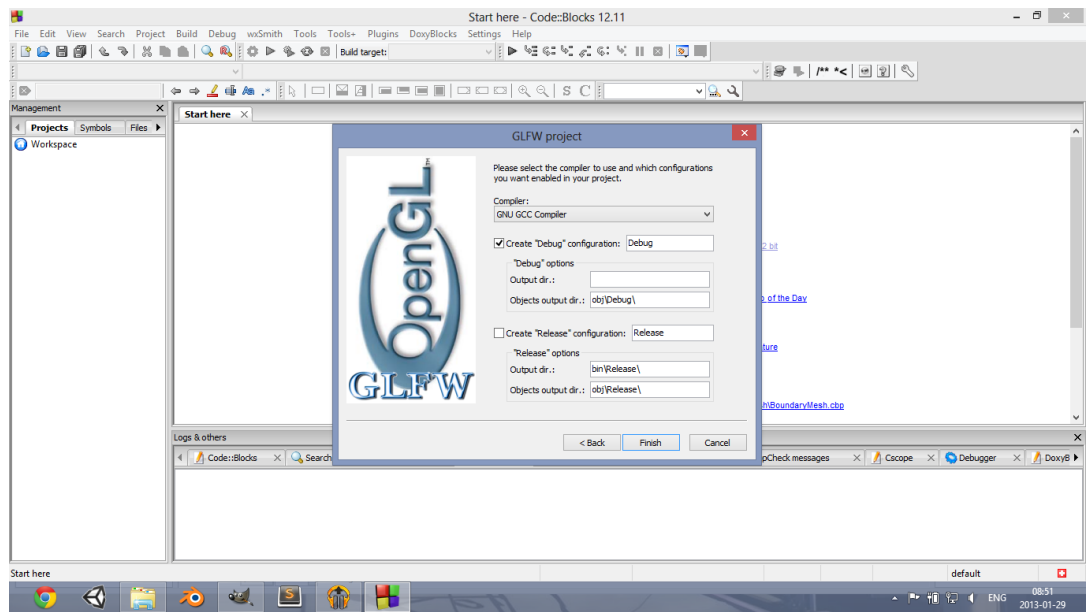 Start here - Code::Blocks 12.11
File Edit View Search Project Build Debug wxSmith Tools Tools+ Plugins DoxyBlocks Settings Help
Build target:
/** *<
S C
Management
Start here
Projects Symbols Files
Workspace
GLFW project
OpenGL
GLFW
Please select the compiler to use and which configurations
you want enabled in your project.
Compiler:
GNU GCC Compiler
Create "Debug" configuration: Debug
"Debug" options
Output dir.:
Objects output dir.: obj\Debug\
Create "Release" configuration: Release
"Release" options
Output dir.: bin\Release\
Objects output dir.: obj\Release\
< Back Finish Cancel
2 bit
of the Day
ture
h\BoundaryMesh.cbp
Logs & others
Code::Blocks Search
pCheck messages Cscope Debugger DoxyB
Start here
default
ENG
08:51
2013-01-29